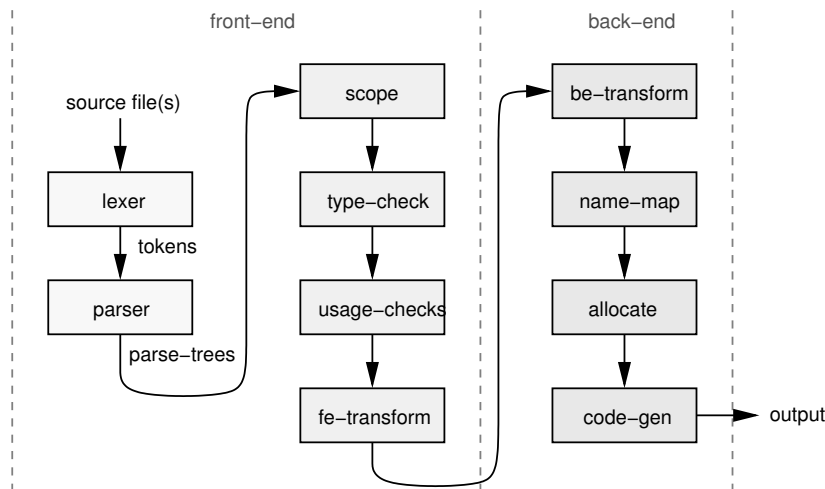 front−end
back−end
source file(s)
lexer
tokens
parser
parse−trees
scope
type−check
usage−checks
fe−transform
be−transform
name−map
allocate
code−gen
output